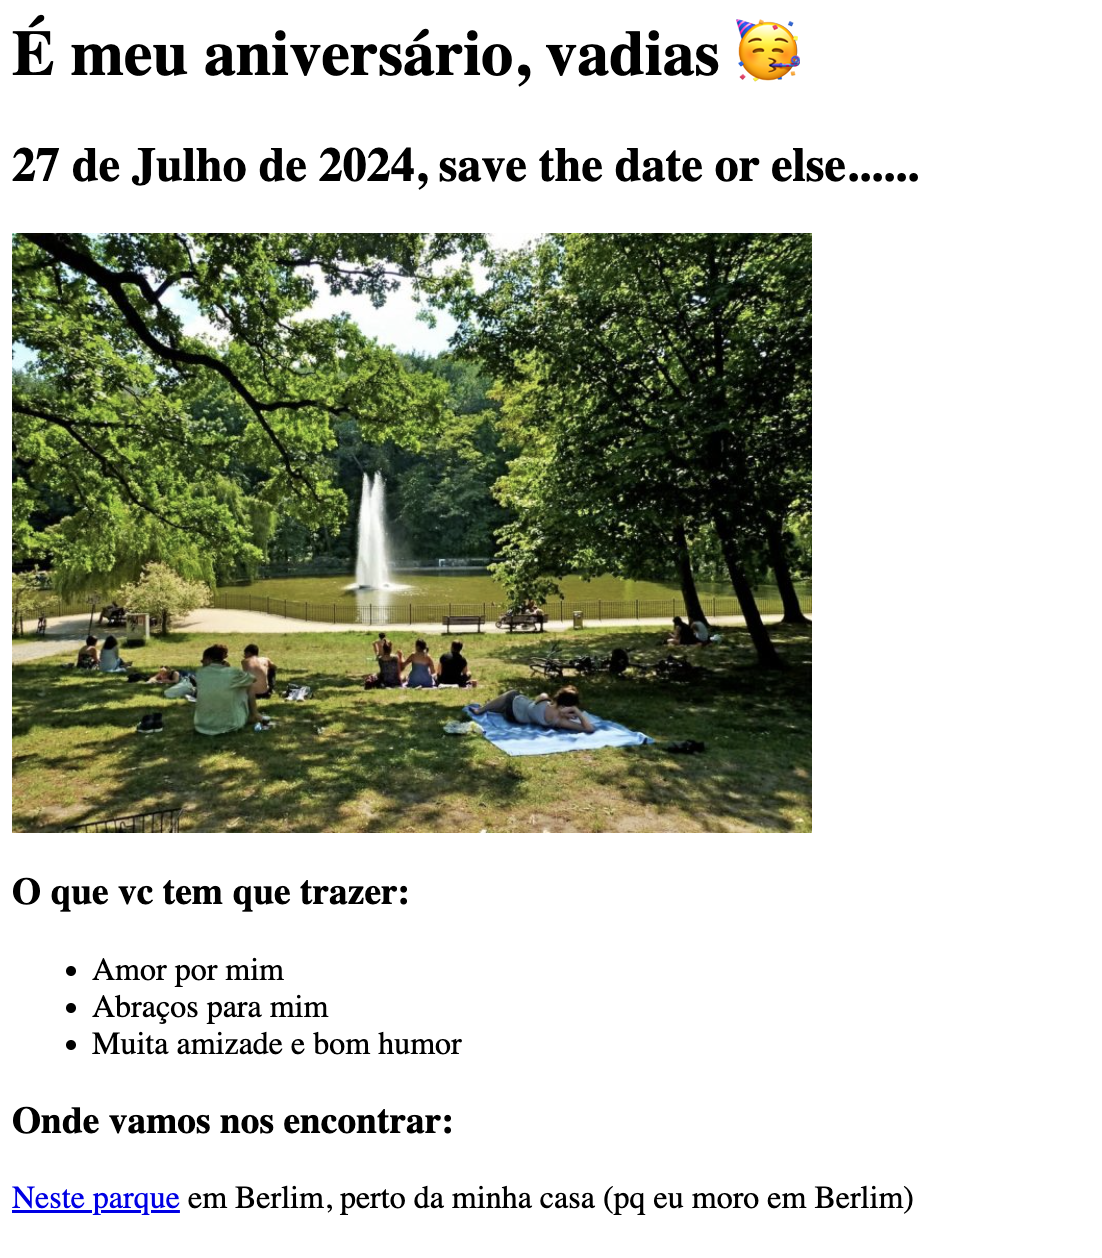 É meu aniversário, vadias 🥳
27 de Julho de 2024, save the date or else......
O que vc tem que trazer:
Amor por mim
Abraços para mim
Muita amizade e bom humor
Onde vamos nos encontrar:
Neste parque em Berlim, perto da minha casa (pq eu moro em Berlim)